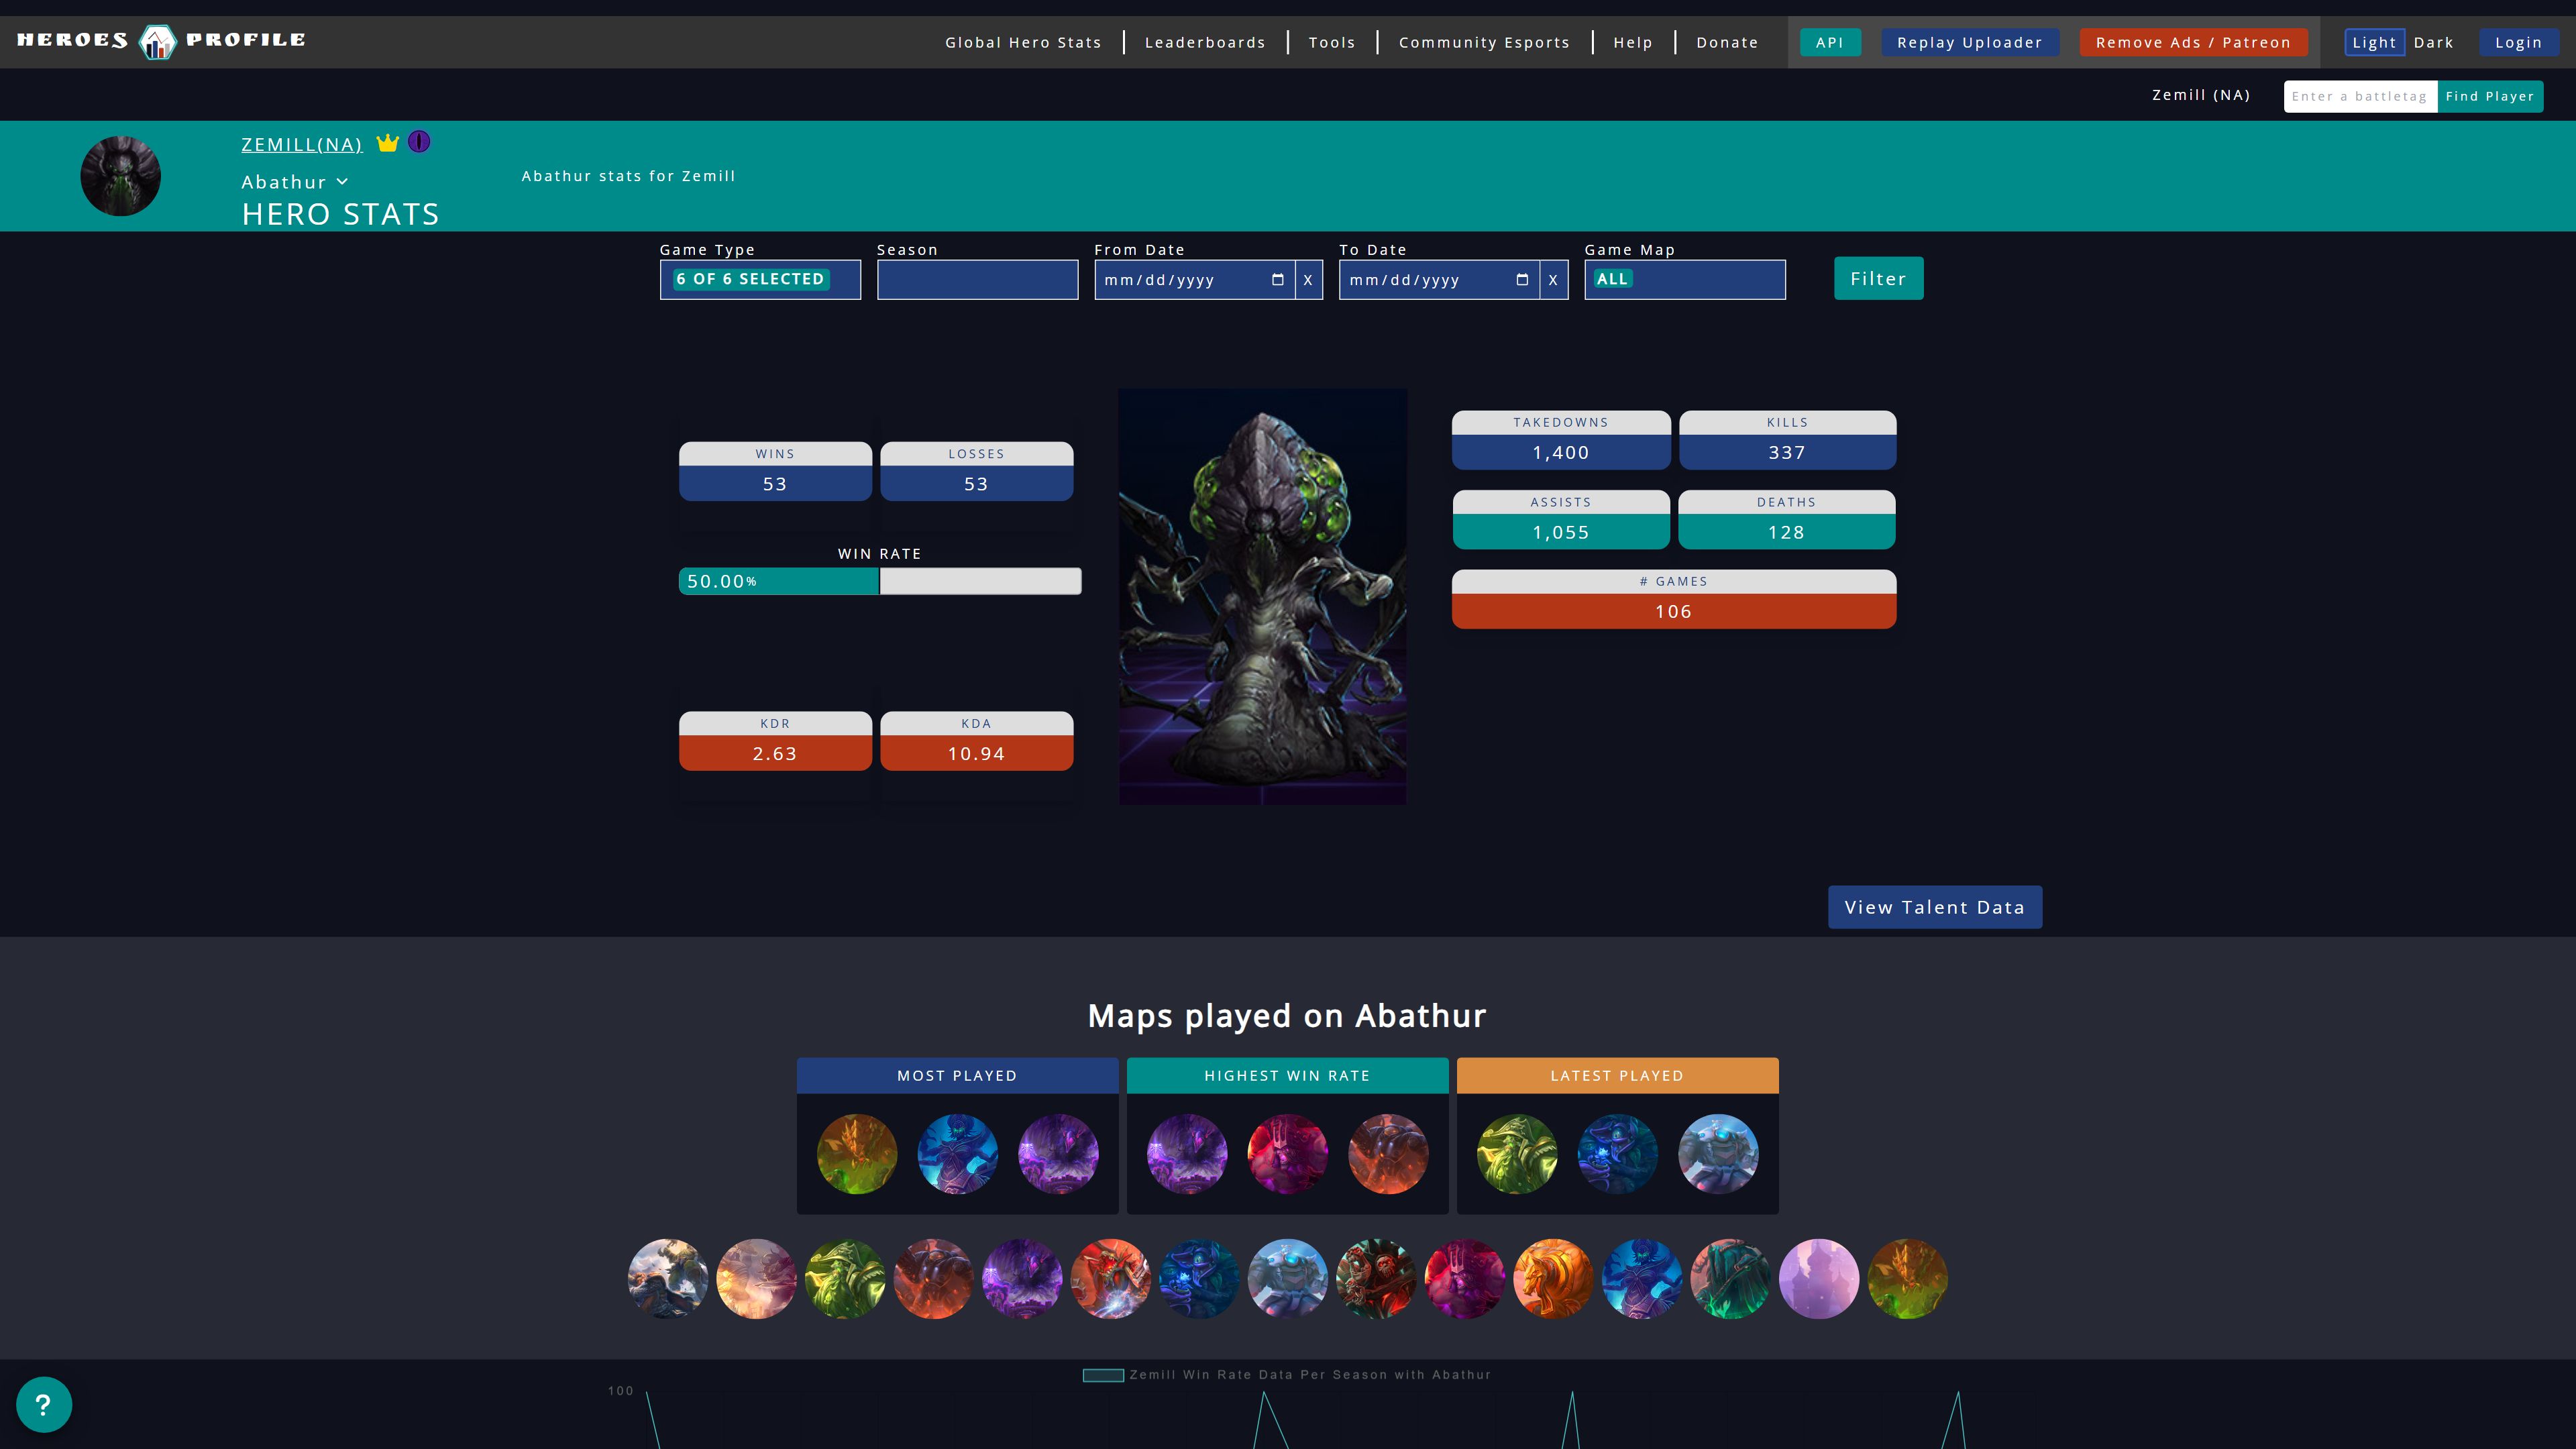 HEROES PROFILE
Global Hero Stats
Leaderboards
Tools
Community Esports
Help
Donate
API
Replay Uploader
Remove Ads / Patreon
Light
Dark
Login
Zemill (NA)
Enter a battletag
Find Player
ZEMILL(NA)
Abathur
HERO STATS
Abathur stats for Zemill
Game Type
6 OF 6 SELECTED
Season
From Date
mm/dd/yyyy
X
To Date
mm/dd/yyyy
X
Game Map
ALL
Filter
WINS
53
LOSSES
53
WIN RATE
50.00%
KDR
2.63
KDA
10.94
TAKEDOWNS
1,400
KILLS
337
ASSISTS
1,055
DEATHS
128
# GAMES
106
View Talent Data
Maps played on Abathur
MOST PLAYED
HIGHEST WIN RATE
LATEST PLAYED
Zemill Win Rate Data Per Season with Abathur
100
?